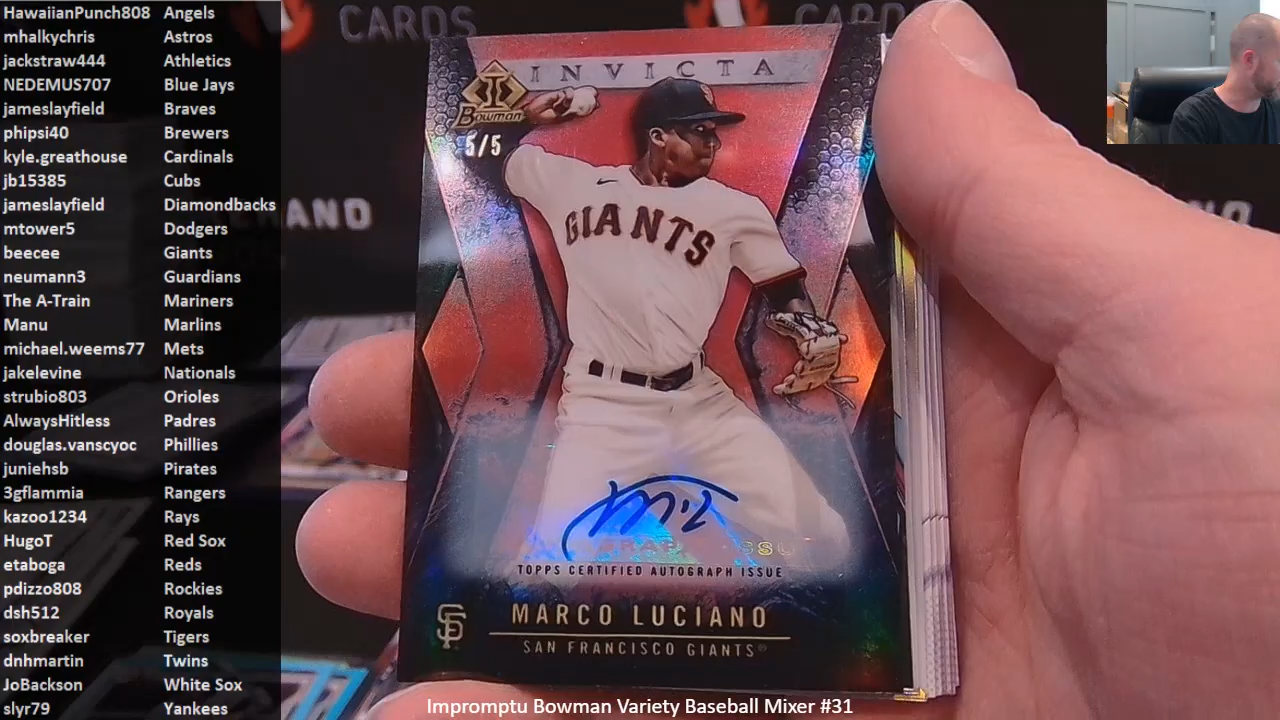 HawaiianPunch808 Angels
mhalkychris Astros
jackstraw444 Athletics
NEDEMUS707 Blue Jays
jameslayfield Braves
phipsi40 Brewers
kyle.greathouse Cardinals
jb15385 Cubs
jameslayfield Diamondbacks
mtower5 Dodgers
beecee Giants
neumann3 Guardians
The A-Train Mariners
Manu Marlins
michael.weems77 Mets
jakelevine Nationals
strubio803 Orioles
AlwaysHitless Padres
douglas.vanscyoc Phillies
juniehsb Pirates
3gflammia Rangers
kazoo1234 Rays
HugoT Red Sox
etaboga Reds
pdizzo808 Rockies
dsh512 Royals
soxbreaker Tigers
dnhmartin Twins
JoBackson White Sox
slyr79 Yankees
CARDS
CARDS
INVICTA
I
Bowman
5/5
GIANTS
TOPPS CERTIFIED AUTOGRAPH ISSUE
SF
MARCO LUCIANO
SAN FRANCISCO GIANTS
Impromptu Bowman Variety Baseball Mixer #31